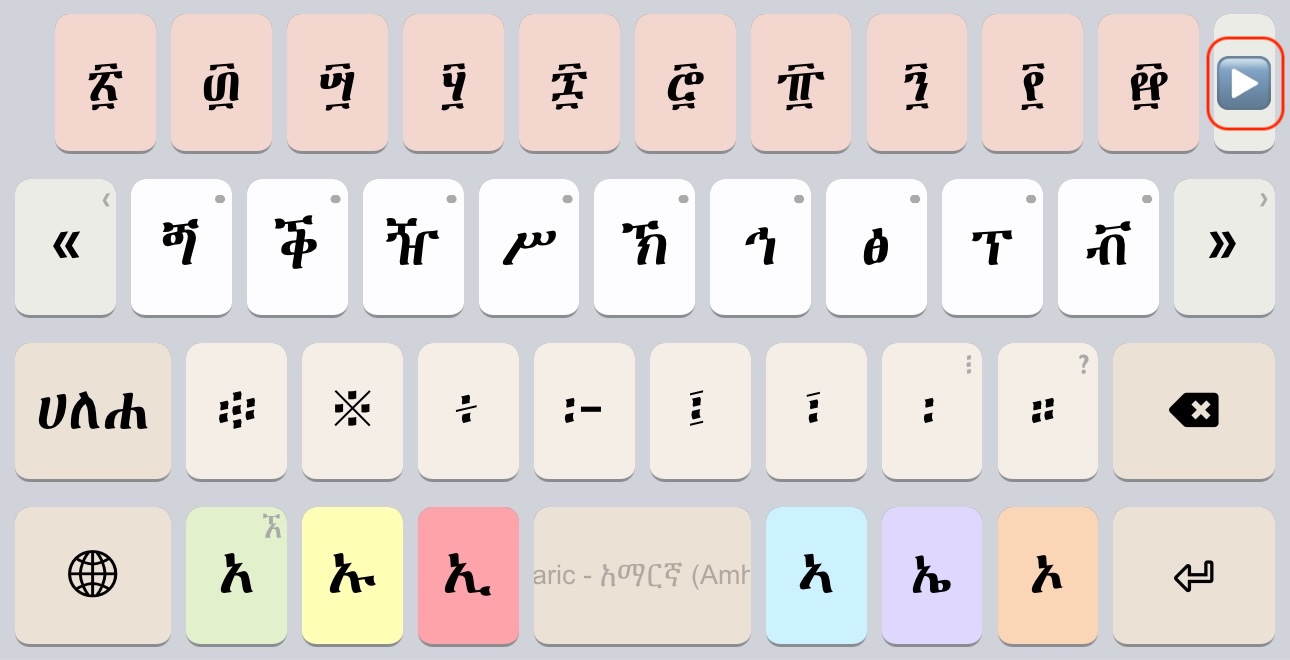 ፳ ፴ ፵ ፶ ፷ ፸ ፹ ፺ ፻ ፼
‹ « ጝ ቕ ዥ ሥ ኽ ኅ ፅ ፕ ቭ » ›
ሀለሐ ፨ ※ ÷ ፡- ፤ ፣ ፡ ። ?
አ ኧ ኡ ኢ aric - አማርኛ (Amh ኣ ኤ ኦ